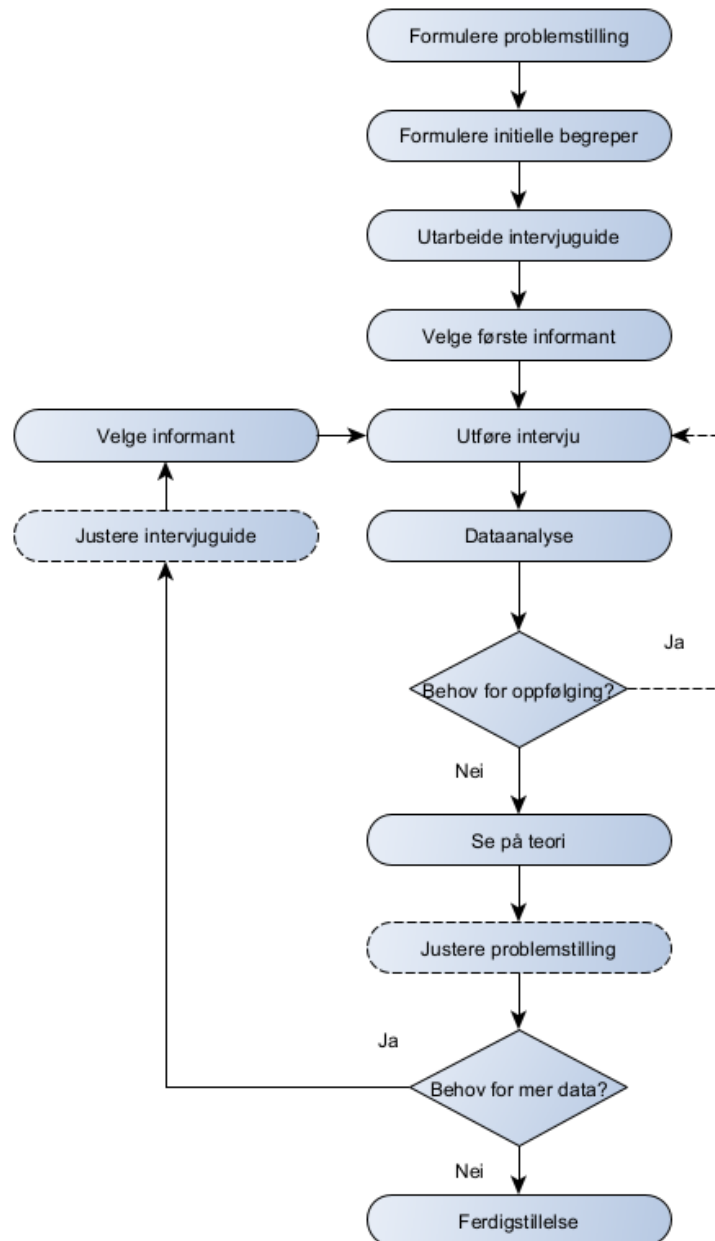 Formulere problemstilling
Formulere initielle begreper
Utarbeide intervjuguide
Velge første informant
Velge informant
Utføre intervju
Justere intervjuguide
Dataanalyse
Ja
Behov for oppfølging?
Nei
Se på teori
Justere problemstilling
Ja
Behov for mer data?
Nei
Ferdigstillelse